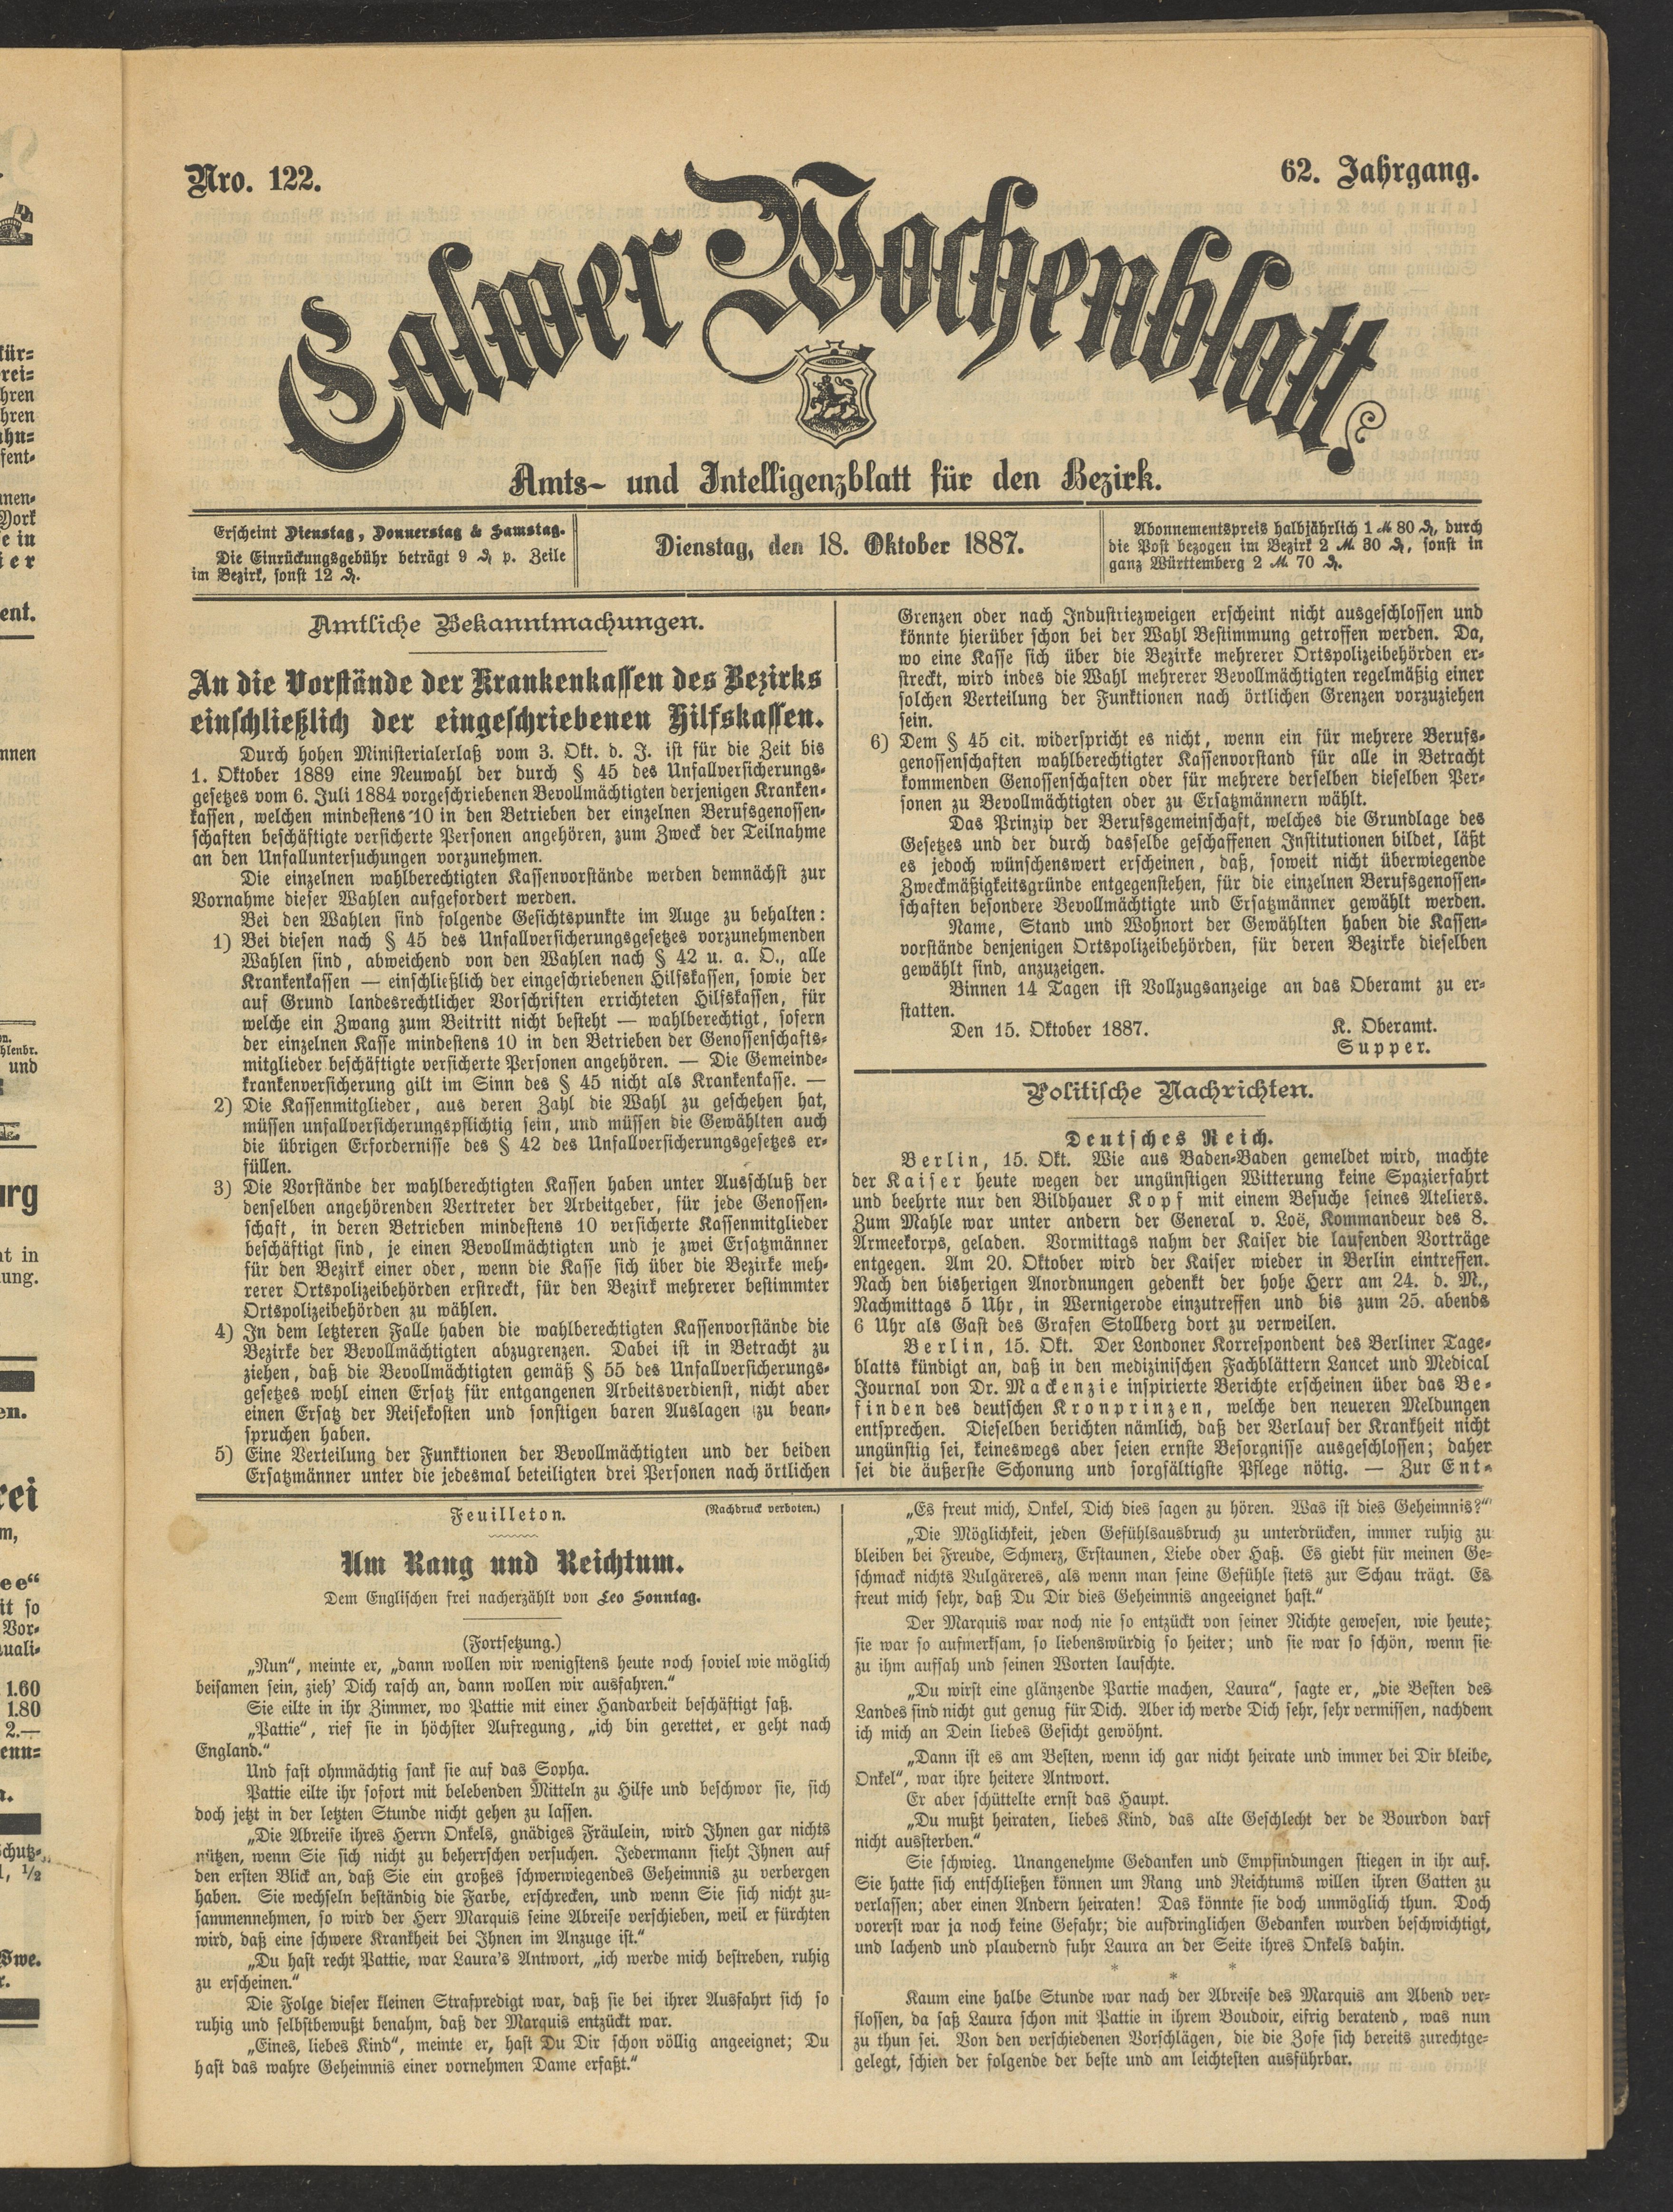 Nro. 122.
62. Jahrgang.
Calwer Wochenblatt
Amts- und Intelligenzblatt für den Bezirk.
Erscheint Dienstag, Donnerstag & Samstag.
Die Einrückungsgebühr beträgt 9 ₰ p. Zeile
im Bezirk, sonst 12 ₰.
Dienstag, den 18. Oktober 1887.
Abonnementspreis halbjährlich 1 ℳ 80 ₰, durch
die Post bezogen im Bezirk 2 ℳ 30 ₰, sonst in
ganz Württemberg 2 ℳ 70 ₰.
Amtliche Bekanntmachungen.
An die Vorstände der Krankenkassen des Bezirks
einschließlich der eingeschriebenen Hilfskassen.
Durch hohen Ministerialerlaß vom 3. Okt. d. J. ist für die Zeit bis
1. Oktober 1889 eine Neuwahl der durch § 45 des Unfallversicherungs-
gesetzes vom 6. Juli 1884 vorgeschriebenen Bevollmächtigten derjenigen Kranken-
kassen, welchen mindestens 10 in den Betrieben der einzelnen Berufsgenossen-
schaften beschäftigte versicherte Personen angehören, zum Zweck der Teilnahme
an den Unfalluntersuchungen vorzunehmen.
Die einzelnen wahlberechtigten Kassenvorstände werden demnächst zur
Vornahme dieser Wahlen aufgefordert werden.
Bei den Wahlen sind folgende Gesichtspunkte im Auge zu behalten:
1) Bei diesen nach § 45 des Unfallversicherungsgesetzes vorzunehmenden
Wahlen sind, abweichend von den Wahlen nach § 42 u. a. O., alle
Krankenkassen — einschließlich der eingeschriebenen Hilfskassen, sowie der
auf Grund landesrechtlicher Vorschriften errichteten Hilfskassen, für
welche ein Zwang zum Beitritt nicht besteht — wahlberechtigt, sofern
der einzelnen Kasse mindestens 10 in den Betrieben der Genossenschafts-
mitglieder beschäftigte versicherte Personen angehören. — Die Gemeinde-
krankenversicherung gilt im Sinn des § 45 nicht als Krankenkasse. —
2) Die Kassenmitglieder, aus deren Zahl die Wahl zu geschehen hat,
müssen unfallversicherungspflichtig sein, und müssen die Gewählten auch
die übrigen Erfordernisse des § 42 des Unfallversicherungsgesetzes er-
füllen.
3) Die Vorstände der wahlberechtigten Kassen haben unter Ausschluß der
denselben angehörenden Vertreter der Arbeitgeber, für jede Genossen-
schaft, in deren Betrieben mindestens 10 versicherte Kassenmitglieder
beschäftigt sind, je einen Bevollmächtigten und je zwei Ersatzmänner
für den Bezirk einer oder, wenn die Kasse sich über die Bezirke meh-
rerer Ortspolizeibehörden erstreckt, für den Bezirk mehrerer bestimmter
Ortspolizeibehörden zu wählen.
4) In dem letzteren Falle haben die wahlberechtigten Kassenvorstände die
Bezirke der Bevollmächtigten abzugrenzen. Dabei ist in Betracht zu
ziehen, daß die Bevollmächtigten gemäß § 55 des Unfallversicherungs-
gesetzes wohl einen Ersatz für entgangenen Arbeitsverdienst, nicht aber
einen Ersatz der Reisekosten und sonstigen baren Auslagen zu bean-
spruchen haben.
5) Eine Verteilung der Funktionen der Bevollmächtigten und der beiden
Ersatzmänner unter die jedesmal beteiligten drei Personen nach örtlichen
Grenzen oder nach Industriezweigen erscheint nicht ausgeschlossen und
könnte hierüber schon bei der Wahl Bestimmung getroffen werden. Da,
wo eine Kasse sich über die Bezirke mehrerer Ortspolizeibehörden er-
streckt, wird indes die Wahl mehrerer Bevollmächtigten regelmäßig einer
solchen Verteilung der Funktionen nach örtlichen Grenzen vorzuziehen
sein.
6) Dem § 45 cit. widerspricht es nicht, wenn ein für mehrere Berufs-
genossenschaften wahlberechtigter Kassenvorstand für alle in Betracht
kommenden Genossenschaften oder für mehrere derselben dieselben Per-
sonen zu Bevollmächtigten oder zu Ersatzmännern wählt.
Das Prinzip der Berufsgemeinschaft, welches die Grundlage des
Gesetzes und der durch dasselbe geschaffenen Institutionen bildet, läßt
es jedoch wünschenswert erscheinen, daß, soweit nicht überwiegende
Zweckmäßigkeitsgründe entgegenstehen, für die einzelnen Berufsgenossen-
schaften besondere Bevollmächtigte und Ersatzmänner gewählt werden.
Name, Stand und Wohnort der Gewählten haben die Kassen-
vorstände denjenigen Ortspolizeibehörden, für deren Bezirke dieselben
gewählt sind, anzuzeigen.
Binnen 14 Tagen ist Vollzugsanzeige an das Oberamt zu er-
statten.
Den 15. Oktober 1887. K. Oberamt.
Supper.
Politische Nachrichten.
Deutsches Reich.
Berlin, 15. Okt. Wie aus Baden-Baden gemeldet wird, machte
der Kaiser heute wegen der ungünstigen Witterung keine Spazierfahrt
und beehrte nur den Bildhauer Kopf mit einem Besuche seines Ateliers.
Zum Mahle war unter andern der General v. Loë, Kommandeur des 8.
Armeekorps, geladen. Vormittags nahm der Kaiser die laufenden Vorträge
entgegen. Am 20. Oktober wird der Kaiser wieder in Berlin eintreffen.
Nach den bisherigen Anordnungen gedenkt der hohe Herr am 24. d. M.,
Nachmittags 5 Uhr, in Wernigerode einzutreffen und bis zum 25. abends
6 Uhr als Gast des Grafen Stollberg dort zu verweilen.
Berlin, 15. Okt. Der Londoner Korrespondent des Berliner Tage-
blatts kündigt an, daß in den medizinischen Fachblättern Lancet und Medical
Journal von Dr. Mackenzie inspirierte Berichte erscheinen über das Be-
finden des deutschen Kronprinzen, welche den neueren Meldungen
entsprechen. Dieselben berichten nämlich, daß der Verlauf der Krankheit nicht
ungünstig sei, keineswegs aber seien ernste Besorgnisse ausgeschlossen; daher
sei die äußerste Schonung und sorgfältigste Pflege nötig. — Zur Ent-
Feuilleton. (Nachdruck verboten.)
Um Rang und Reichtum.
Dem Englischen frei nacherzählt von Leo Sonntag.
(Fortsetzung.)
„Nun“, meinte er, „dann wollen wir wenigstens heute noch soviel wie möglich
beisamen sein, zieh' Dich rasch an, dann wollen wir ausfahren.“
Sie eilte in ihr Zimmer, wo Pattie mit einer Handarbeit beschäftigt saß.
„Pattie“, rief sie in höchster Aufregung, „ich bin gerettet, er geht nach
England.“
Und fast ohnmächtig sank sie auf das Sopha.
Pattie eilte ihr sofort mit belebenden Mitteln zu Hilfe und beschwor sie, sich
doch jetzt in der letzten Stunde nicht gehen zu lassen.
„Die Abreise ihres Herrn Onkels, gnädiges Fräulein, wird Ihnen gar nichts
nützen, wenn Sie sich nicht zu beherrschen versuchen. Jedermann sieht Ihnen auf
den ersten Blick an, daß Sie ein großes schwerwiegendes Geheimnis zu verbergen
haben. Sie wechseln beständig die Farbe, erschrecken, und wenn Sie sich nicht zu-
sammennehmen, so wird der Herr Marquis seine Abreise verschieben, weil er fürchten
wird, daß eine schwere Krankheit bei Ihnen im Anzuge ist.“
„Du hast recht Pattie, war Laura's Antwort, „ich werde mich bestreben, ruhig
zu erscheinen.“
Die Folge dieser kleinen Strafpredigt war, daß sie bei ihrer Ausfahrt sich so
ruhig und selbstbewußt benahm, daß der Marquis entzückt war.
„Eines, liebes Kind“, meinte er, hast Du Dir schon völlig angeeignet; Du
hast das wahre Geheimnis einer vornehmen Dame erfaßt.“
„Es freut mich, Onkel, Dich dies sagen zu hören. Was ist dies Geheimnis?“
„Die Möglichkeit, jeden Gefühlsausbruch zu unterdrücken, immer ruhig zu
bleiben bei Freude, Schmerz, Erstaunen, Liebe oder Haß. Es giebt für meinen Ge-
schmack nichts Vulgäreres, als wenn man seine Gefühle stets zur Schau trägt. Es
freut mich sehr, daß Du Dir dies Geheimnis angeeignet hast.“
Der Marquis war noch nie so entzückt von seiner Nichte gewesen, wie heute;
sie war so aufmerksam, so liebenswürdig so heiter; und sie war so schön, wenn sie
zu ihm aufsah und seinen Worten lauschte.
„Du wirst eine glänzende Partie machen, Laura“, sagte er, „die Besten des
Landes sind nicht gut genug für Dich. Aber ich werde Dich sehr, sehr vermissen, nachdem
ich mich an Dein liebes Gesicht gewöhnt.
„Dann ist es am Besten, wenn ich gar nicht heirate und immer bei Dir bleibe,
Onkel“, war ihre heitere Antwort.
Er aber schüttelte ernst das Haupt.
„Du mußt heiraten, liebes Kind, das alte Geschlecht der de Bourdon darf
nicht aussterben.“
Sie schwieg. Unangenehme Gedanken und Empfindungen stiegen in ihr auf.
Sie hatte sich entschließen können um Rang und Reichtums willen ihren Gatten zu
verlassen; aber einen Andern heiraten! Das könnte sie doch unmöglich thun. Doch
vorerst war ja noch keine Gefahr; die aufdringlichen Gedanken wurden beschwichtigt,
und lachend und plaudernd fuhr Laura an der Seite ihres Onkels dahin.
* * *
Kaum eine halbe Stunde war nach der Abreise des Marquis am Abend ver-
flossen, da saß Laura schon mit Pattie in ihrem Boudoir, eifrig beratend, was nun
zu thun sei. Von den verschiedenen Vorschlägen, die die Zofe sich bereits zurechtge-
gelegt, schien der folgende der beste und am leichtesten ausführbar.